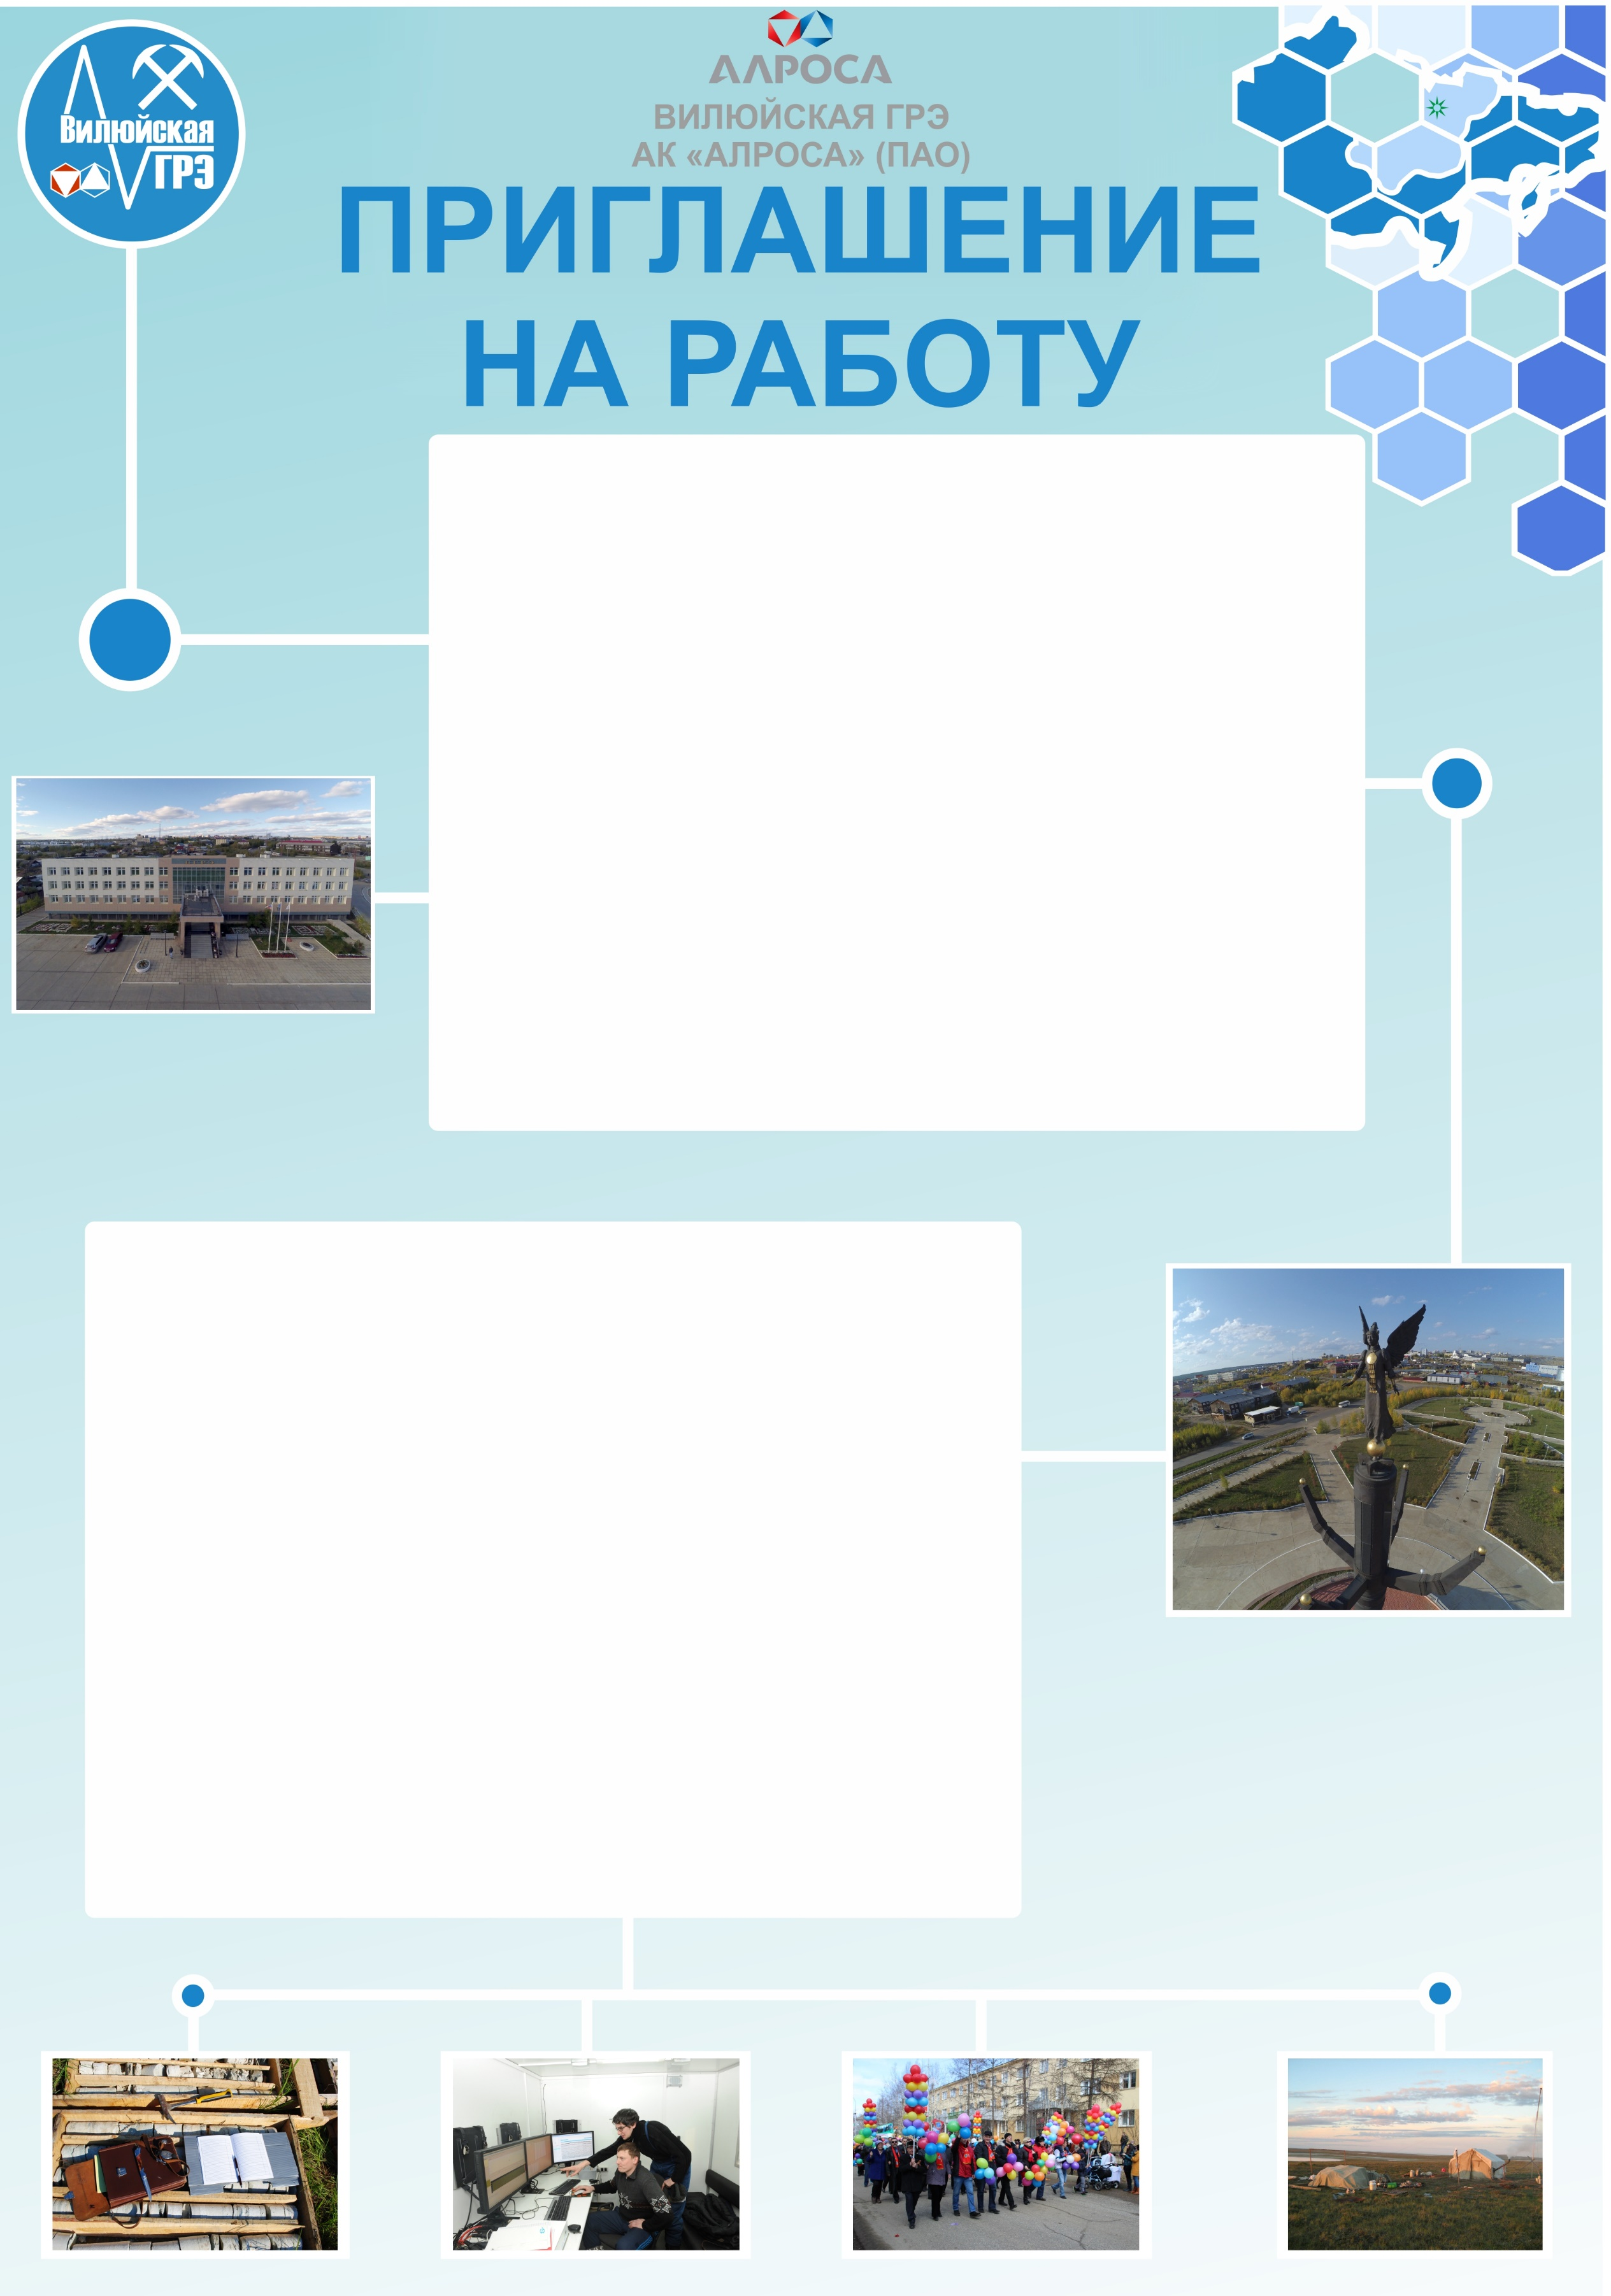 Вилюйская
ГРЭ
АЛРОСА
ВИЛЮЙСКАЯ ГРЭ
АК «АЛРОСА» (ПАО)
ПРИГЛАШЕНИЕ
НА РАБОТУ